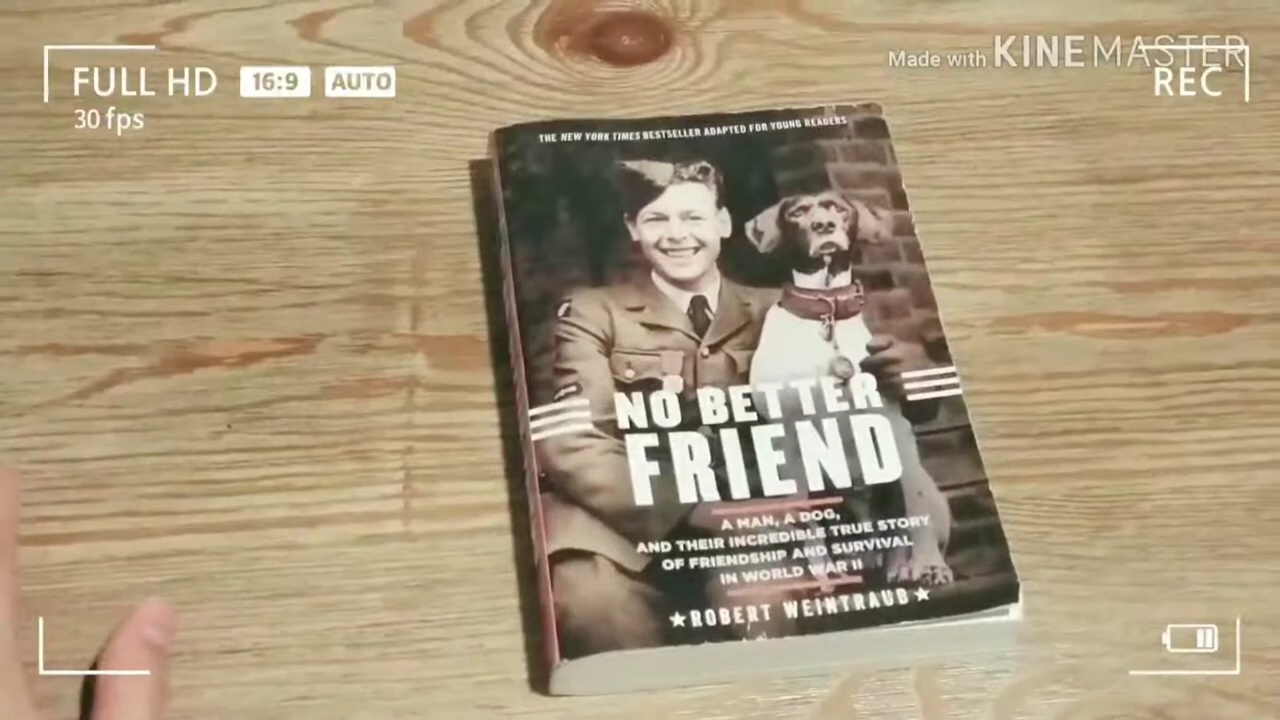 FULL HD 16:9 AUTO
30 fps
Made with KINEMASTER
REC
THE NEW YORK TIMES BESTSELLER ADAPTED FOR YOUNG READERS
NO BETTER
FRIEND
A MAN, A DOG,
AND THEIR INCREDIBLE TRUE STORY
OF FRIENDSHIP AND SURVIVAL
IN WORLD WAR II
★ROBERT WEINTRAUB★